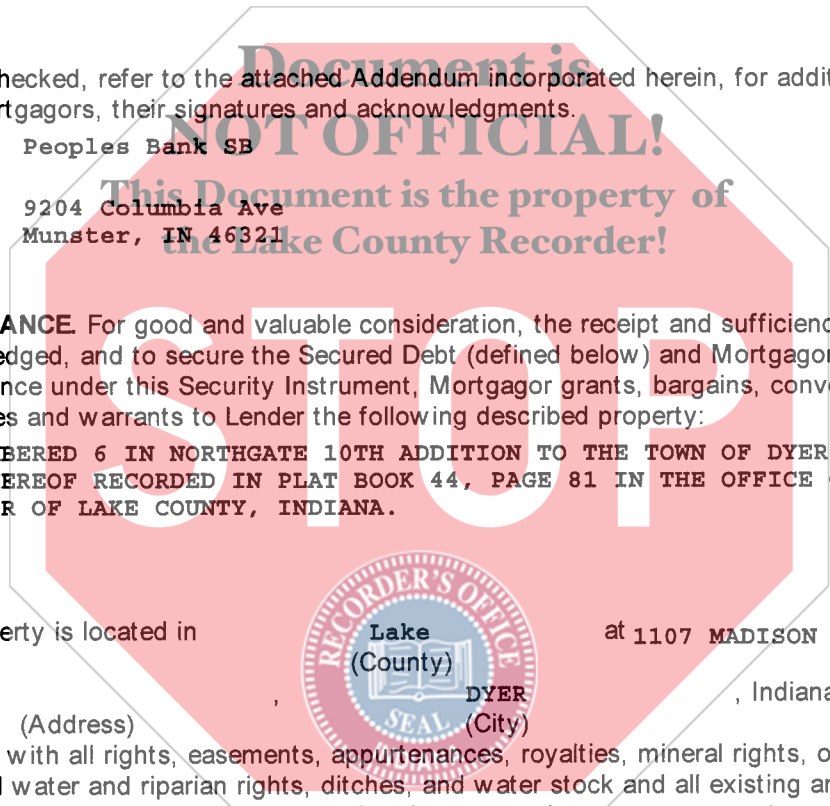 Document is
hecked, refer to the attached Addendum incorporated herein, for addit
rtgagors, their signatures and acknowledgments.
NOT OFFICIAL!
Peoples Bank SB
This Document is the property of
9204 Columbia Ave
Munster, IN 46321
the Lake County Recorder!
ANCE. For good and valuable consideration, the receipt and sufficienc
edged, and to secure the Secured Debt (defined below) and Mortgagor
nce under this Security Instrument, Mortgagor grants, bargains, conve
es and warrants to Lender the following described property:
STOP
BERED 6 IN NORTHGATE 10TH ADDITION TO THE TOWN OF DYER
EREOF RECORDED IN PLAT BOOK 44, PAGE 81 IN THE OFFICE
R OF LAKE COUNTY, INDIANA.
RECORDER'S OFFICE
erty is located in Lake at 1107 MADISON
(County)
, DYER , Indiana
(Address) (City)
SEAL
INDIANA
with all rights, easements, appurtenances, royalties, mineral rights, o
d water and riparian rights, ditches, and water stock and all existing an